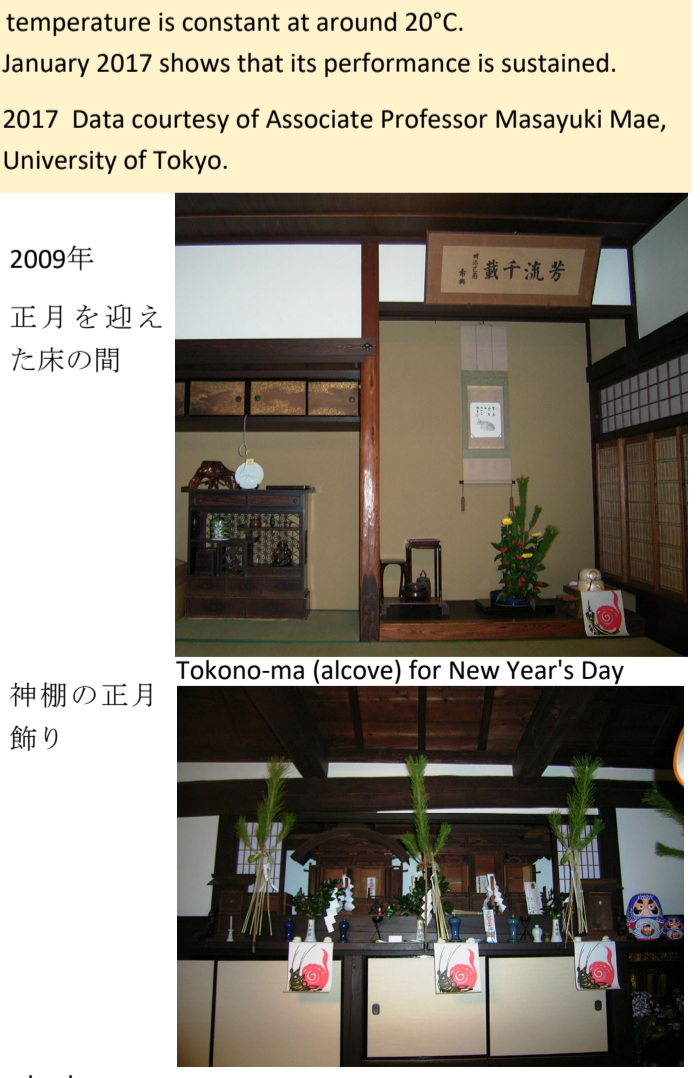 temperature is constant at around 20°C.
January 2017 shows that its performance is sustained.
2017 Data courtesy of Associate Professor Masayuki Mae,
University of Tokyo.
2009年
正月を迎え
た床の間
芳流千載
Tokono-ma (alcove) for New Year's Day
神棚の正月
飾り